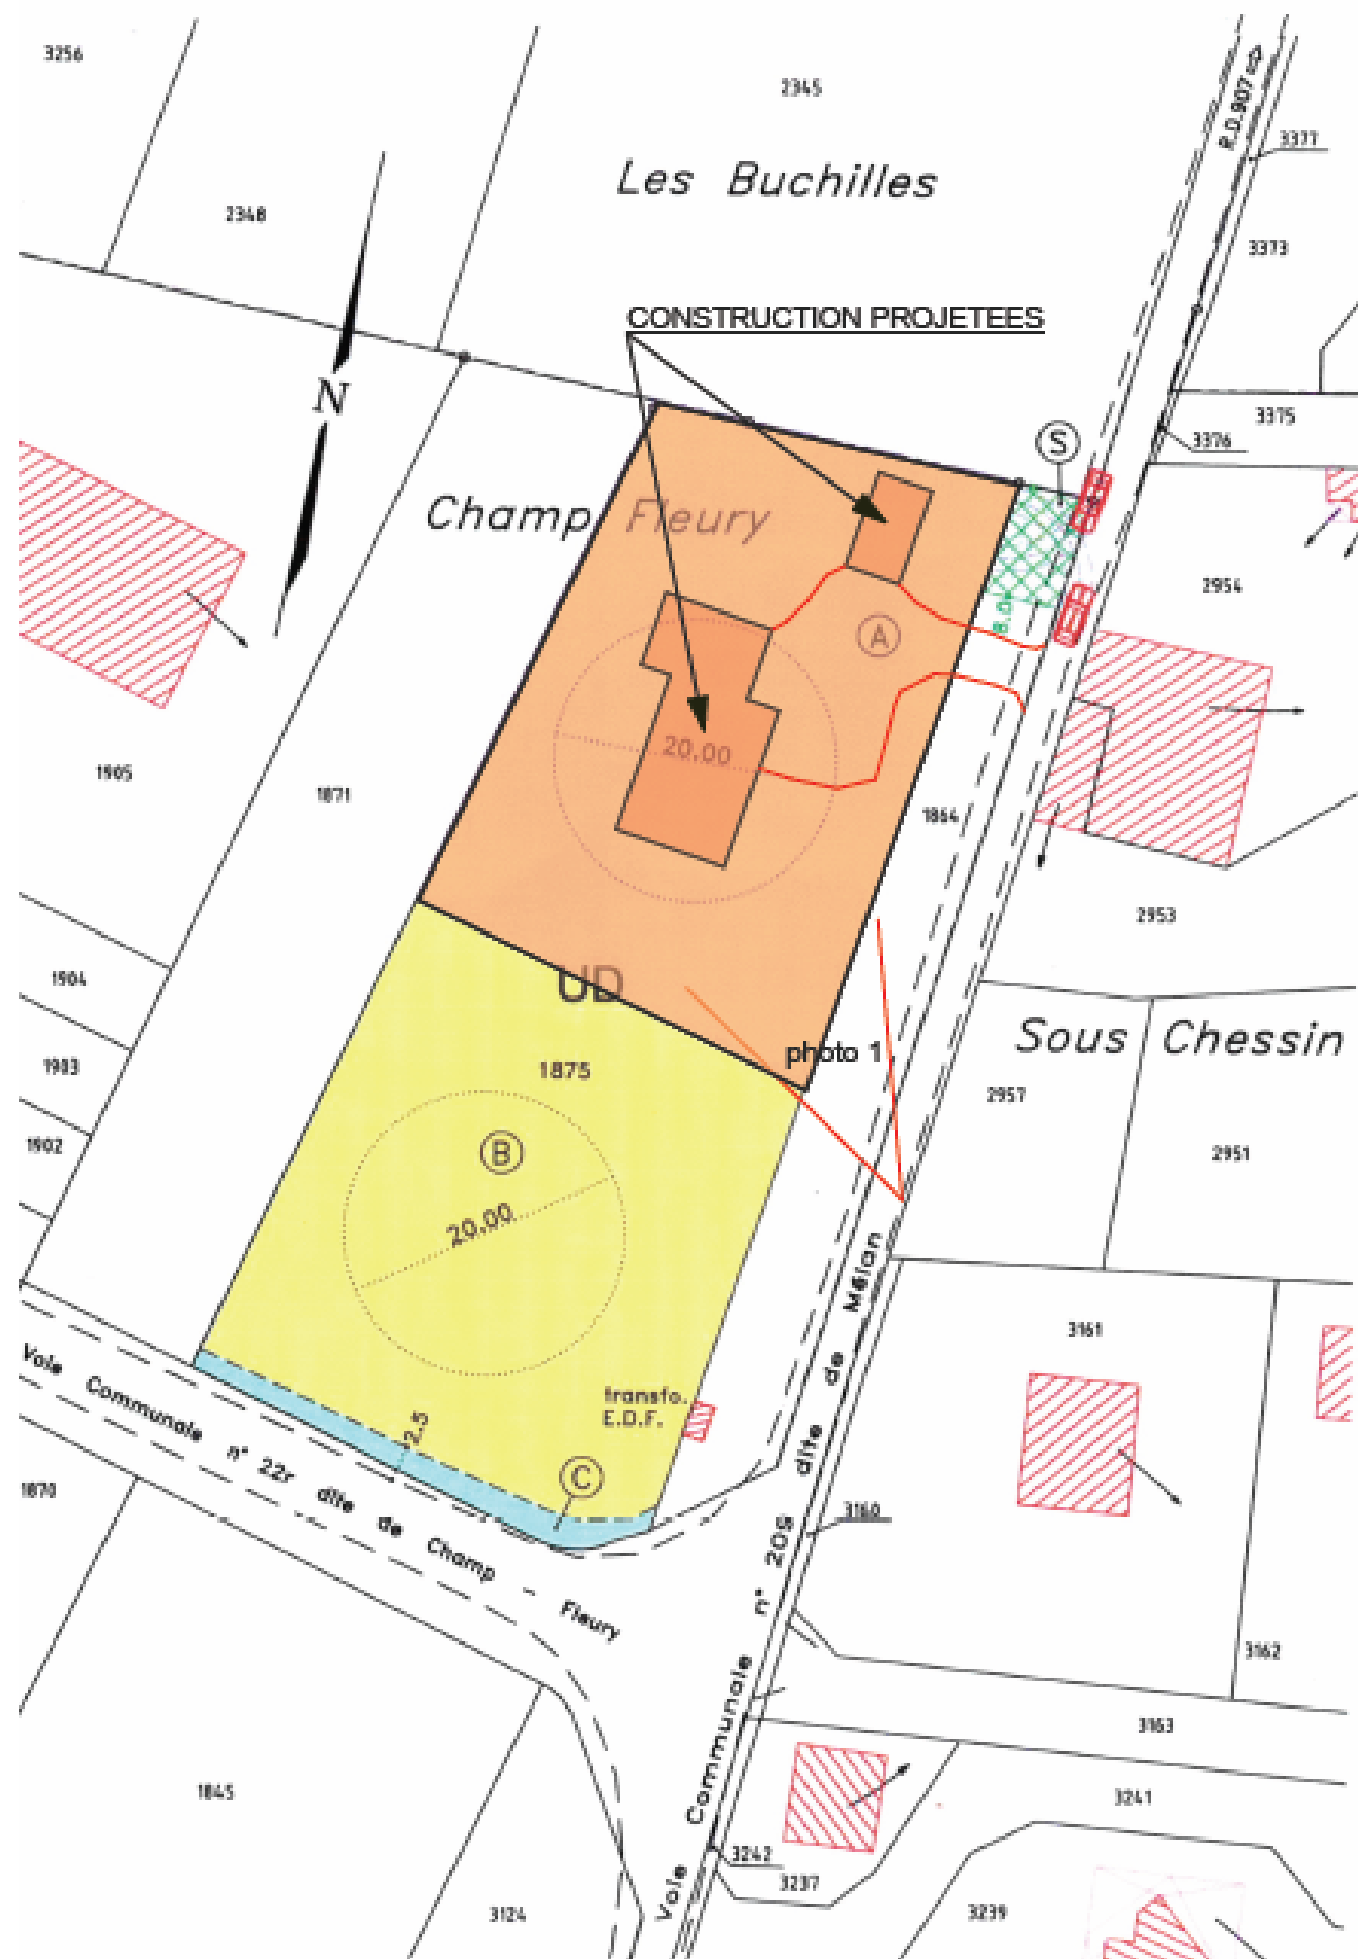 3256
2345
R.D.907
3377
Les Buchilles
2348
3373
CONSTRUCTION PROJETEES
N
3375
3376
S
Champ Fleury
2954
A
20.00
1905
1871
1864
2953
1904
UD
Sous Chessin
photo 1
1903
1875
2957
1902
B
2951
20.00
Voie Communale n° 20g dite de Mélan
3161
transfo.
E.D.F.
2.5
Voie Communale n° 22r dite de Champ - Fleury
C
1870
3160
3162
3163
1845
3241
3242
3237
3124
3239